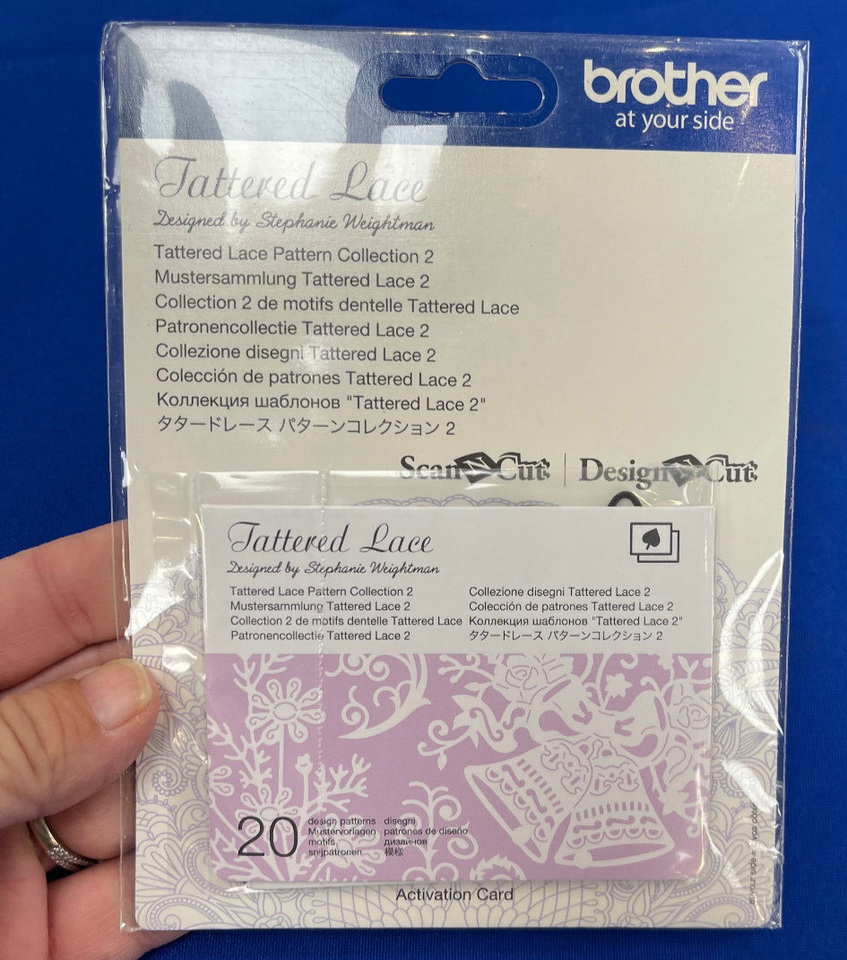 brother
at your side
Tattered Lace
Designed by Stephanie Weightman
Tattered Lace Pattern Collection 2
Mustersammlung Tattered Lace 2
Collection 2 de motifs dentelle Tattered Lace
Patronencollectie Tattered Lace 2
Collezione disegni Tattered Lace 2
Colección de patrones Tattered Lace 2
Коллекция шаблонов "Tattered Lace 2"
タタードレース パターンコレクション 2
Scan N Cut | Design N Cut
Tattered Lace
Designed by Stephanie Weightman
Tattered Lace Pattern Collection 2
Mustersammlung Tattered Lace 2
Collection 2 de motifs dentelle Tattered Lace
Patronencollectie Tattered Lace 2
Collezione disegni Tattered Lace 2
Colección de patrones Tattered Lace 2
Коллекция шаблонов "Tattered Lace 2"
タタードレース パターンコレクション 2
20
design patterns
Mustervorlagen
motifs
snijpatronen
disegni
patrones de diseño
дизайнов
模様
Activation Card
at your side